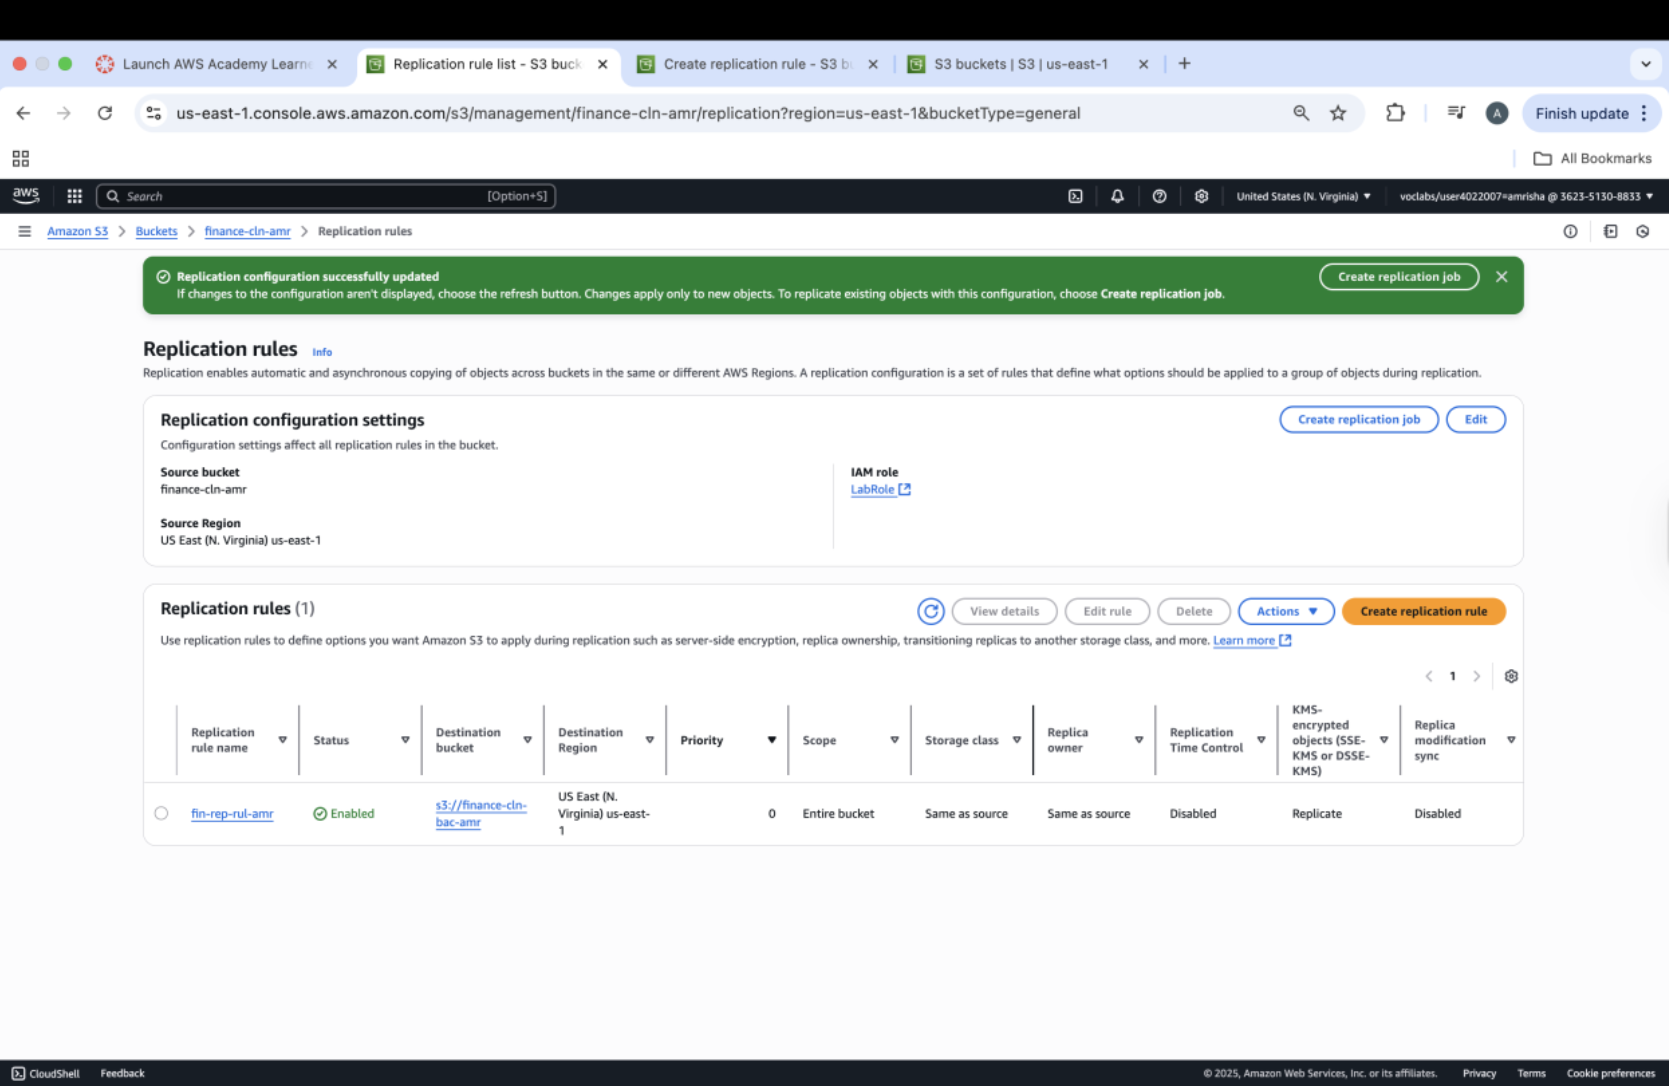 Launch AWS Academy Learne
Replication rule list - S3 buck
Create replication rule - S3 b
S3 buckets | S3 | us-east-1
us-east-1.console.aws.amazon.com/s3/management/finance-cln-amr/replication?region=us-east-1&bucketType=general
A
Finish update
All Bookmarks
aws
Search
[Option+S]
United States (N. Virginia)
voclabs/user4022007=amrisha @ 3623-5130-8833
Amazon S3 > Buckets > finance-cln-amr > Replication rules
Replication configuration successfully updated
If changes to the configuration aren't displayed, choose the refresh button. Changes apply only to new objects. To replicate existing objects with this configuration, choose Create replication job.
Create replication job
Replication rules Info
Replication enables automatic and asynchronous copying of objects across buckets in the same or different AWS Regions. A replication configuration is a set of rules that define what options should be applied to a group of objects during replication.
Replication configuration settings
Create replication job
Edit
Configuration settings affect all replication rules in the bucket.
Source bucket
finance-cln-amr
Source Region
US East (N. Virginia) us-east-1
IAM role
LabRole
Replication rules (1)
View details
Edit rule
Delete
Actions
Create replication rule
Use replication rules to define options you want Amazon S3 to apply during replication such as server-side encryption, replica ownership, transitioning replicas to another storage class, and more. Learn more
1
Replication
rule name
Status
Destination
bucket
Destination
Region
Priority
Scope
Storage class
Replica
owner
Replication
Time Control
KMS-
encrypted
objects (SSE-
KMS or DSSE-
KMS)
Replica
modification
sync
fin-rep-rul-amr
Enabled
s3://finance-cln-
bac-amr
US East (N.
Virginia) us-east-
1
0
Entire bucket
Same as source
Same as source
Disabled
Replicate
Disabled
CloudShell
Feedback
© 2025, Amazon Web Services, Inc. or its affiliates.
Privacy
Terms
Cookie preferences